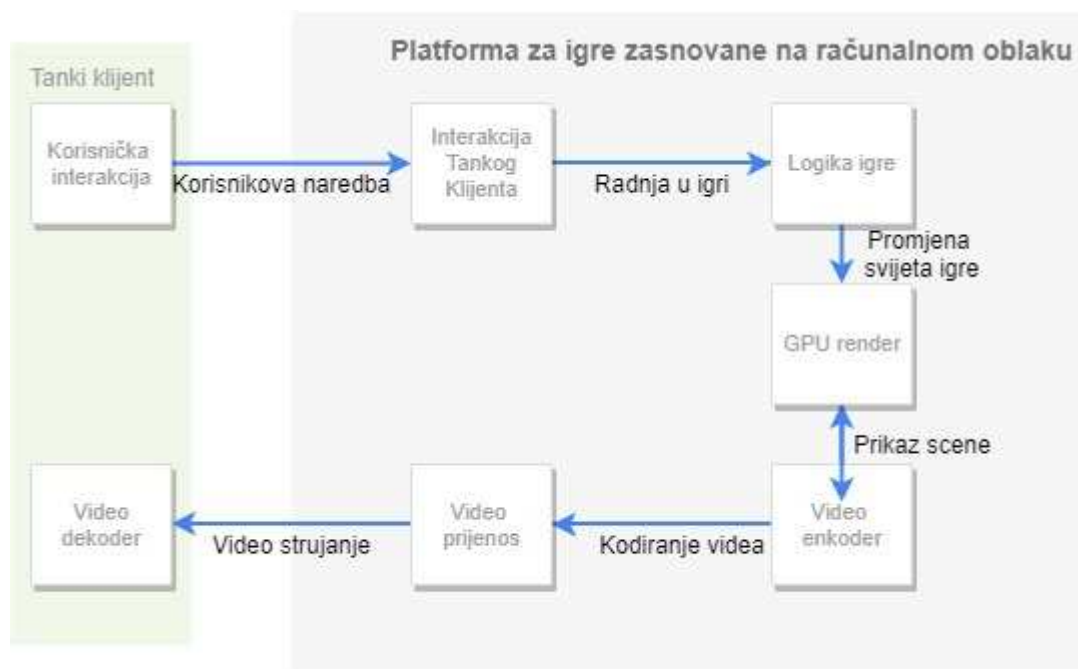 Platforma za igre zasnovane na računalnom oblaku
Tanki klijent
Korisnička
interakcija
Korisnikova naredba
Interakcija
Tankog
Klijenta
Radnja u igri
Logika igre
Promjena
svijeta igre
GPU render
Prikaz scene
Video
enkoder
Kodiranje videa
Video
prijenos
Video strujanje
Video
dekoder